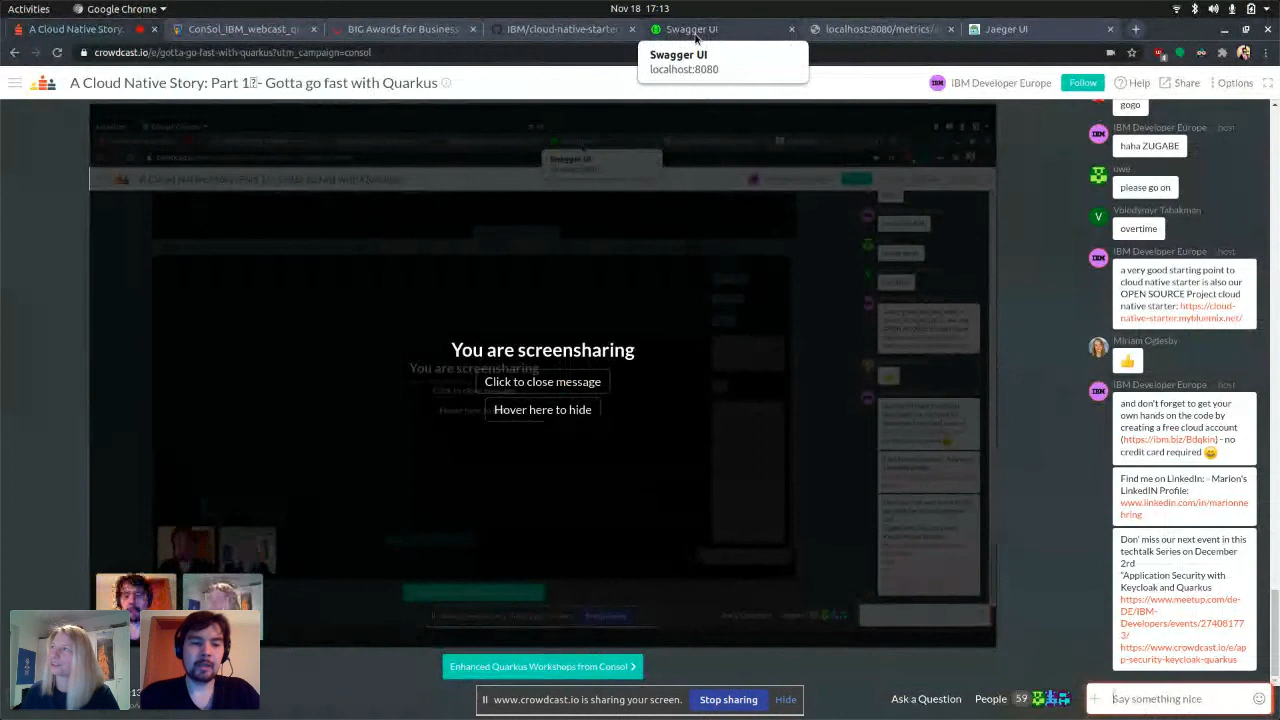 Activities
Google Chrome
Nov 18 17:13
A Cloud Native Story.
ConSol_IBM_quarkus_q
BIG Awards for Business
IBM/cloud-native-starter
Swagger UI
localhost:8080/metrics/a
Jaeger UI
crowdcast.io/e/gotta-go-fast-with-quarkus?utm_campaign=consol
Swagger UI
localhost:8080
A Cloud Native Story: Part 1 - Gotta go fast with Quarkus
IBM Developer Europe
Follow
Help
Share
Options
gogo
IBM Developer Europe host
haha ZUGABE
uwe
please go on
Volodymyr Tabakman
overtime
IBM Developer Europe host
a very good starting point to
cloud native starter is also our
OPEN SOURCE Project cloud
native starter: https://cloud-
native-starter.mybluemix.net/
Miriam Oglesby
IBM Developer Europe host
and don't forget to get your
own hands on the code by
creating a free cloud account
(https://ibm.biz/Bdqkin) - no
credit card required
Find me on LinkedIn: - Marion's
LinkedIN Profile:
www.linkedin.com/in/marionne
hring
Don' miss our next event in this
techtalk Series on December
2rd
"Application Security with
Keycloak and Quarkus
https://www.meetup.com/de-
DE/IBM-
Developers/events/27408177
3/
https://www.crowdcast.io/e/ap
p-security-keycloak-quarkus
You are screensharing
Click to close message
Hover here to hide
Enhanced Quarkus Workshops from Consol
www.crowdcast.io is sharing your screen.
Stop sharing
Hide
Ask a Question
People 59
Say something nice